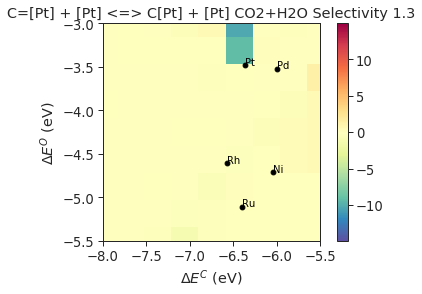 C=[Pt] + [Pt] <=> C[Pt] + [Pt] CO2+H2O Selectivity 1.3
−3.0
−3.5
−4.0
−4.5
−5.0
−5.5
ΔE^O (eV)
Pt
Pd
Rh
Ni
Ru
−8.0 −7.5 −7.0 −6.5 −6.0 −5.5
ΔE^C (eV)
10
5
0
−5
−10